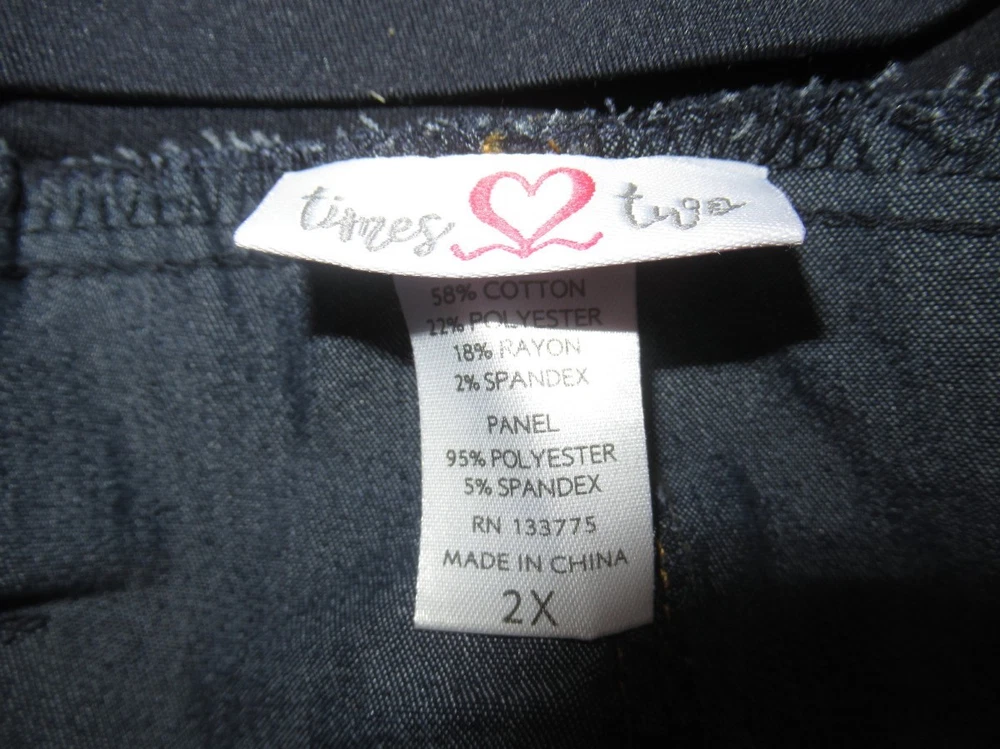 times two
58% COTTON
22% POLYESTER
18% RAYON
2% SPANDEX
PANEL
95% POLYESTER
5% SPANDEX
RN 133775
MADE IN CHINA
2X